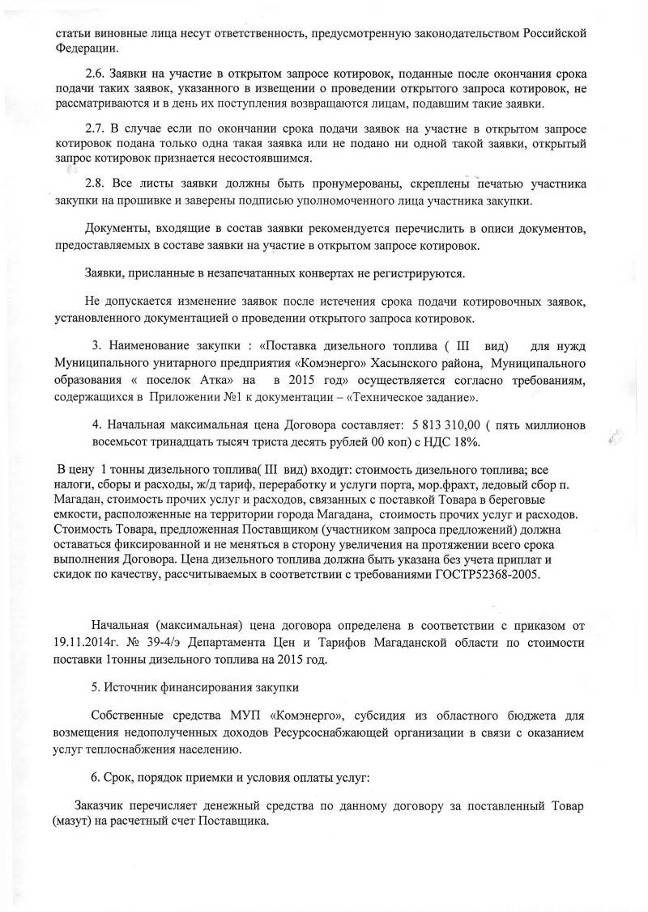 статьи виновные лица несут ответственность, предусмотренную законодательством Российской
Федерации.
2.6. Заявки на участие в открытом запросе котировок, поданные после окончания срока
подачи таких заявок, указанного в извещении о проведении открытого запроса котировок, не
рассматриваются и в день их поступления возвращаются лицам, подавшим такие заявки.
2.7. В случае если по окончании срока подачи заявок на участие в открытом запросе
котировок подана только одна такая заявка или не подано ни одной такой заявки, открытый
запрос котировок признается несостоявшимся.
2.8. Все листы заявки должны быть пронумерованы, скреплены печатью участника
закупки на прошивке и заверены подписью уполномоченного лица участника закупки.
Документы, входящие в состав заявки рекомендуется перечислить в описи документов,
предоставляемых в составе заявки на участие в открытом запросе котировок.
Заявки, присланные в незапечатанных конвертах не регистрируются.
Не допускается изменение заявок после истечения срока подачи котировочных заявок,
установленного документацией о проведении открытого запроса котировок.
3. Наименование закупки : «Поставка дизельного топлива ( III вид) для нужд
Муниципального унитарного предприятия «Комэнерго» Хасынского района, Муниципального
образования « поселок Атка» на в 2015 год» осуществляется согласно требованиям,
содержащихся в Приложении №1 к документации – «Техническое задание».
4. Начальная максимальная цена Договора составляет: 5 813 310,00 ( пять миллионов
восемьсот тринадцать тысяч триста десять рублей 00 коп) с НДС 18%.
В цену 1 тонны дизельного топлива( III вид) входит: стоимость дизельного топлива; все
налоги, сборы и расходы, ж/д тариф, переработку и услуги порта, мор.фрахт, ледовый сбор п.
Магадан, стоимость прочих услуг и расходов, связанных с поставкой Товара в береговые
емкости, расположенные на территории города Магадана, стоимость прочих услуг и расходов.
Стоимость Товара, предложенная Поставщиком (участником запроса предложений) должна
оставаться фиксированной и не меняться в сторону увеличения на протяжении всего срока
выполнения Договора. Цена дизельного топлива должна быть указана без учета приплат и
скидок по качеству, рассчитываемых в соответствии с требованиями ГОСТР52368-2005.
Начальная (максимальная) цена договора определена в соответствии с приказом от
19.11.2014г. № 39-4/э Департамента Цен и Тарифов Магаданской области по стоимости
поставки 1тонны дизельного топлива на 2015 год.
5. Источник финансирования закупки
Собственные средства МУП «Комэнерго», субсидия из областного бюджета для
возмещения недополученных доходов Ресурсоснабжающей организации в связи с оказанием
услуг теплоснабжения населению.
6. Срок, порядок приемки и условия оплаты услуг:
Заказчик перечисляет денежный средства по данному договору за поставленный Товар
(мазут) на расчетный счет Поставщика.